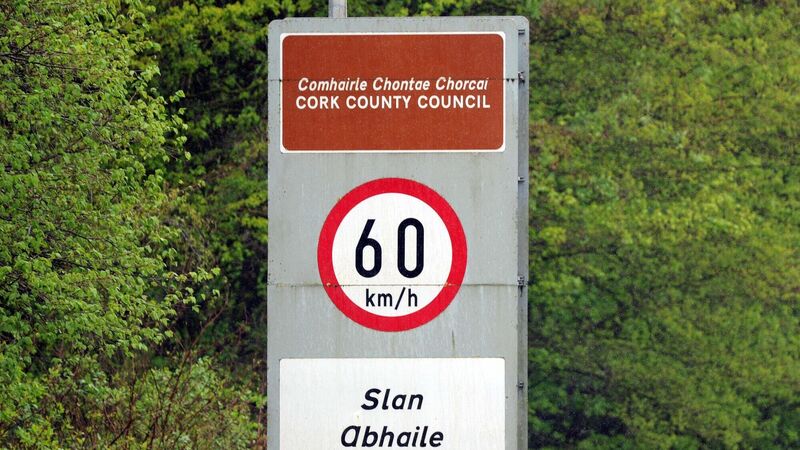 Comhairle Chontae Chorcaí
CORK COUNTY COUNCIL
60
km/h
Slan
abhaile